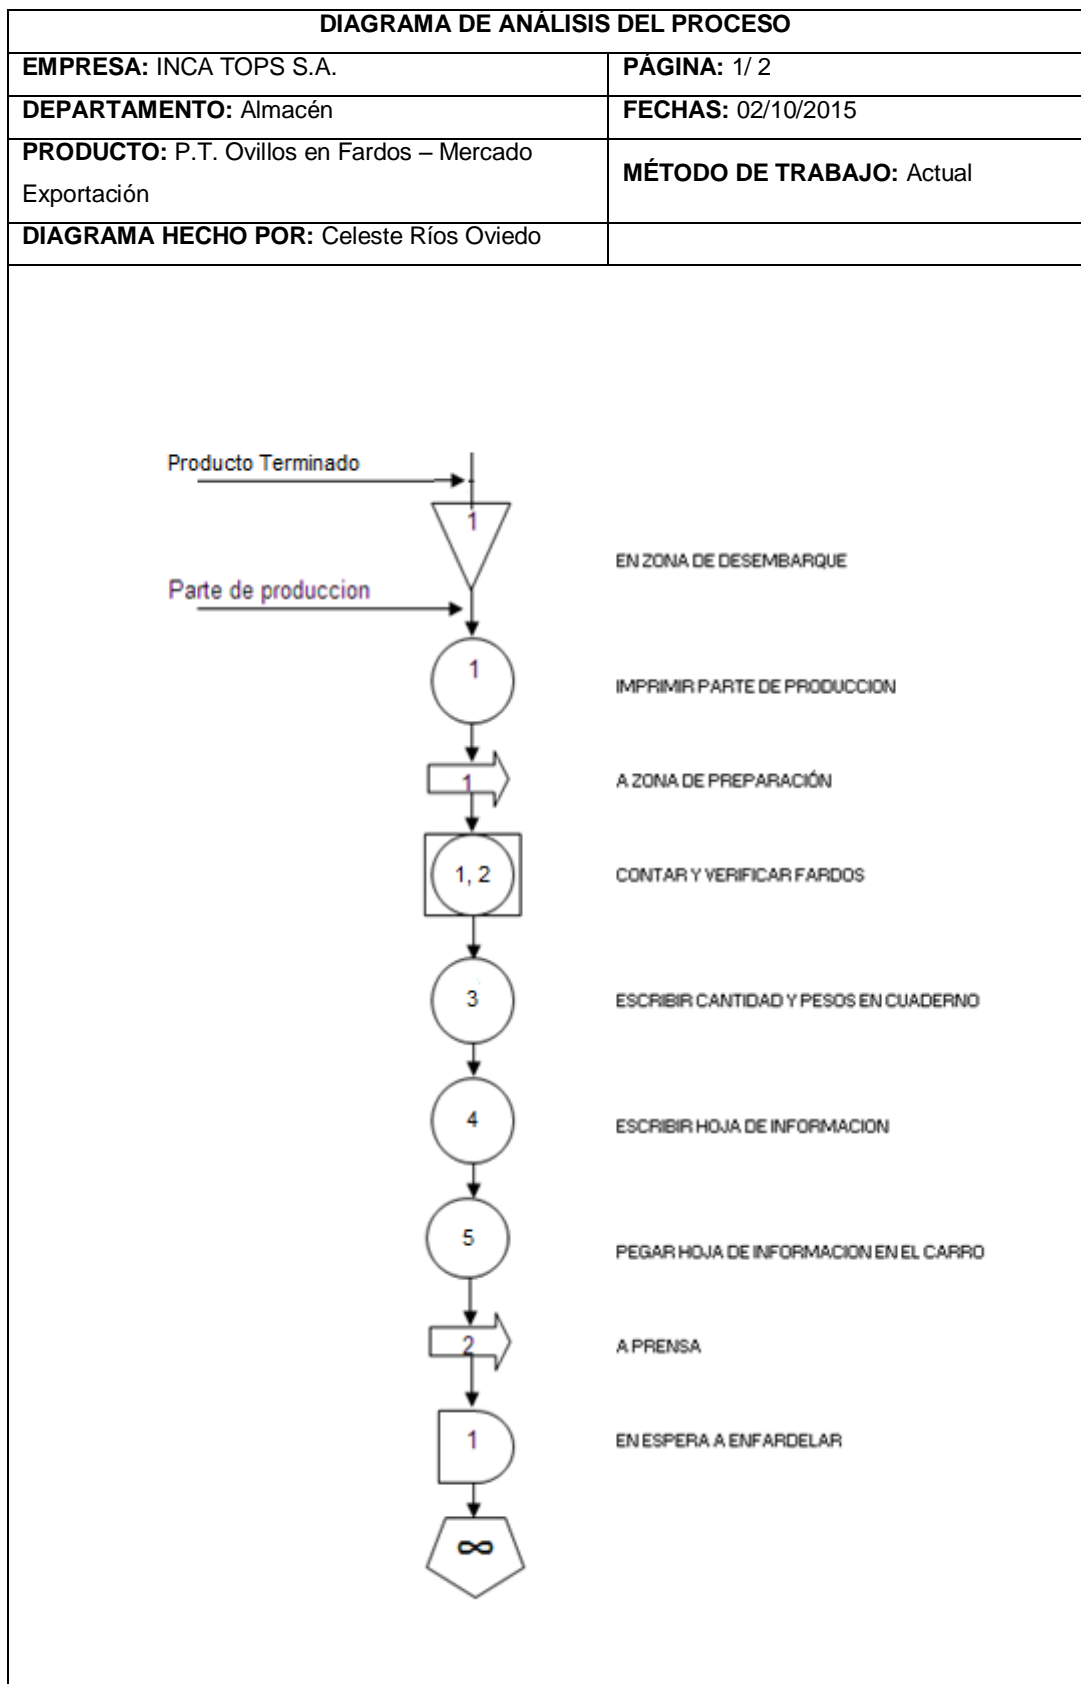 DIAGRAMA DE ANÁLISIS DEL PROCESO
EMPRESA: INCA TOPS S.A.
PÁGINA: 1/ 2
DEPARTAMENTO: Almacén
FECHAS: 02/10/2015
PRODUCTO: P.T. Ovillos en Fardos – Mercado
Exportación
MÉTODO DE TRABAJO: Actual
DIAGRAMA HECHO POR: Celeste Ríos Oviedo
Producto Terminado
1
EN ZONA DE DESEMBARQUE
Parte de produccion
1
IMPRIMIR PARTE DE PRODUCCION
1
A ZONA DE PREPARACIÓN
1, 2
CONTAR Y VERIFICAR FARDOS
3
ESCRIBIR CANTIDAD Y PESOS EN CUADERNO
4
ESCRIBIR HOJA DE INFORMACION
5
PEGAR HOJA DE INFORMACION EN EL CARRO
2
A PRENSA
1
EN ESPERA A ENFARDELAR
∞